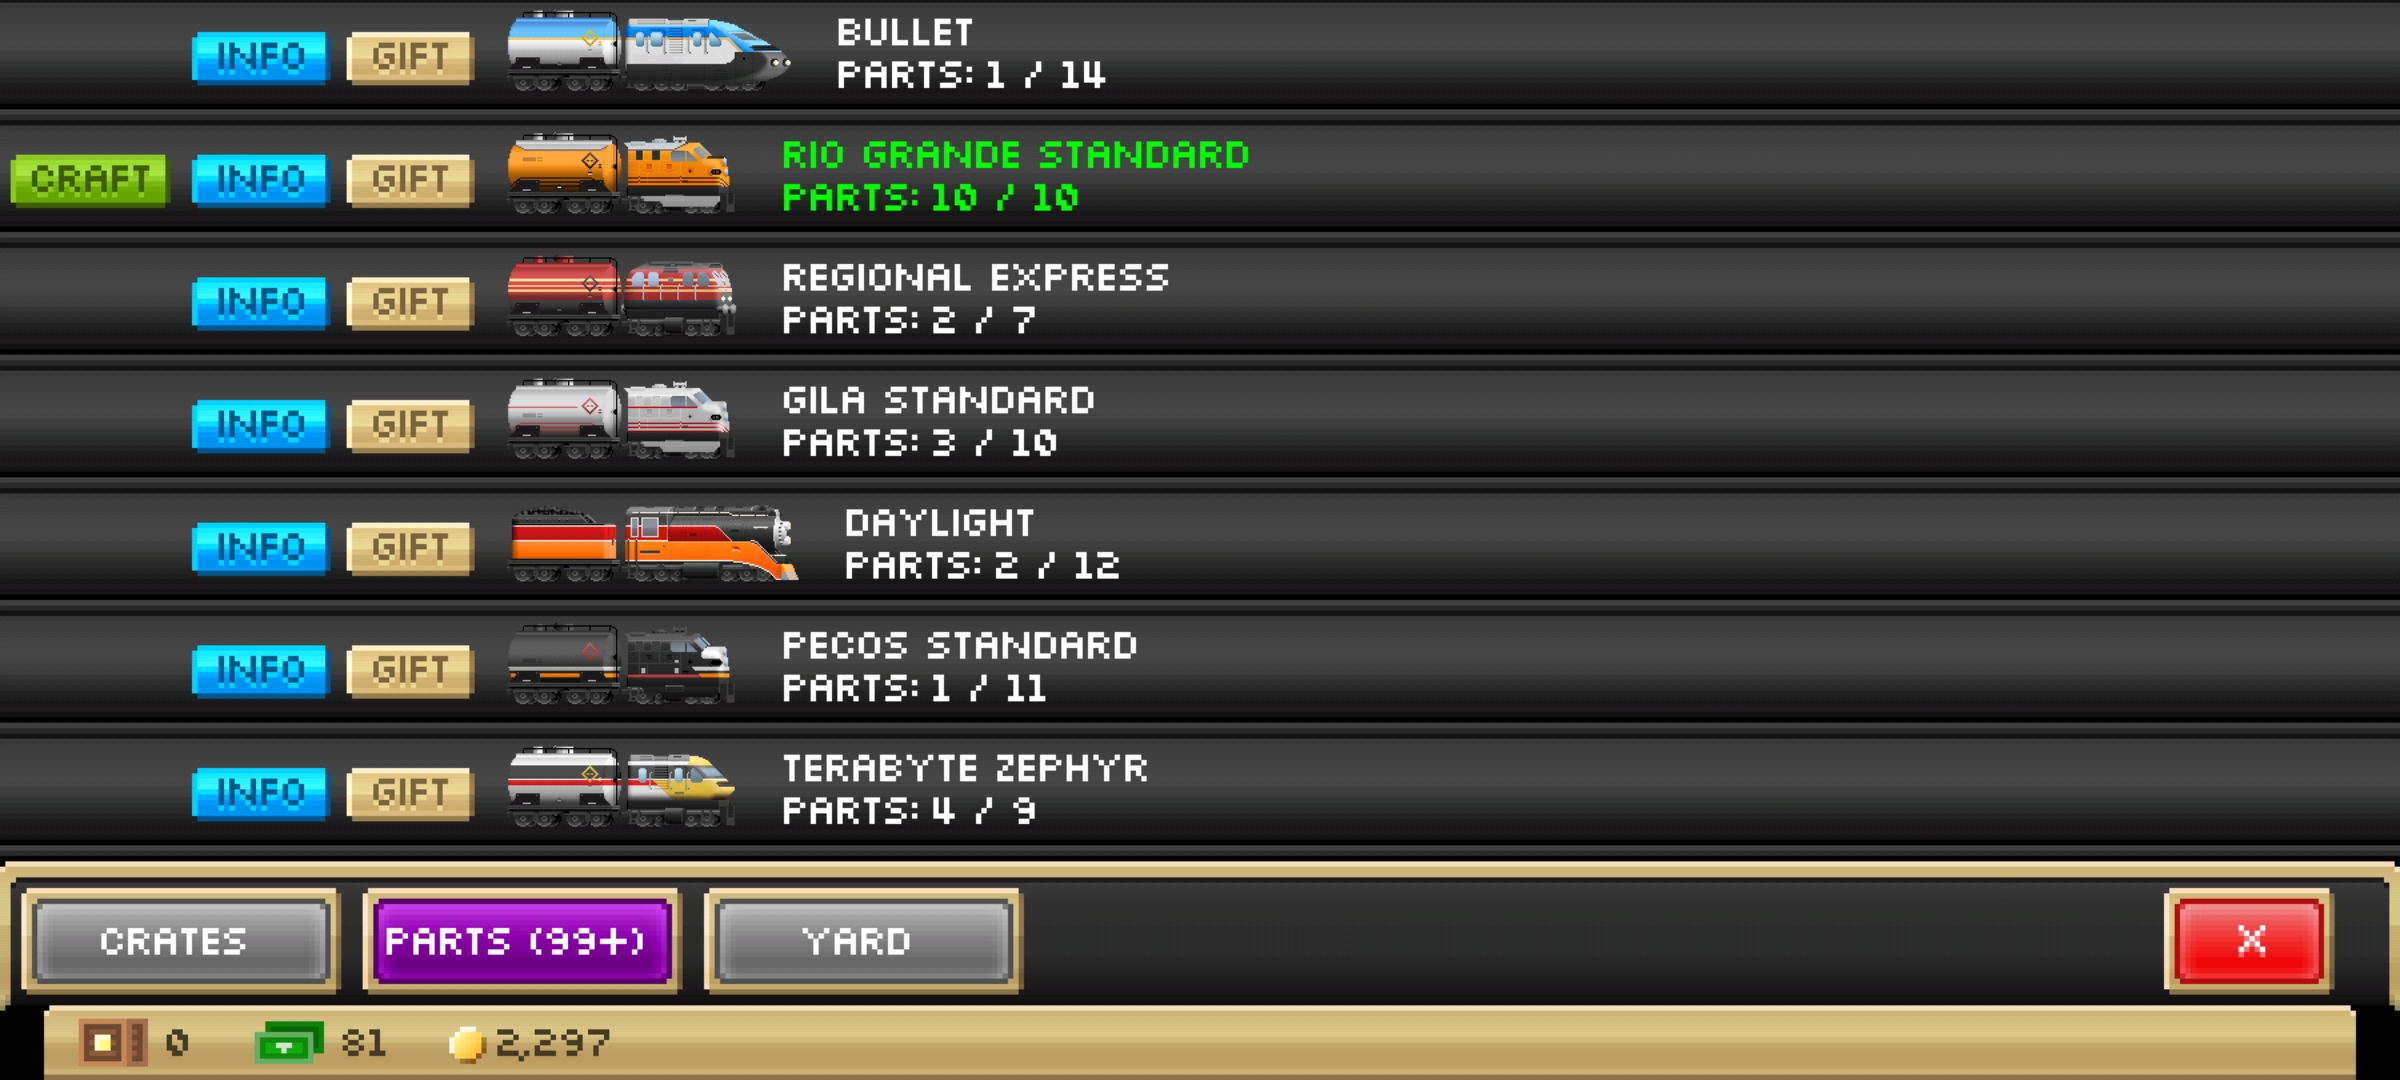 INFO GIFT BULLET
PARTS: 1 / 14
CRAFT INFO GIFT RIO GRANDE STANDARD
PARTS: 10 / 10
INFO GIFT REGIONAL EXPRESS
PARTS: 2 / 7
INFO GIFT GILA STANDARD
PARTS: 3 / 10
INFO GIFT DAYLIGHT
PARTS: 2 / 12
INFO GIFT PECOS STANDARD
PARTS: 1 / 11
INFO GIFT TERABYTE ZEPHYR
PARTS: 4 / 9
CRATES PARTS (99+) YARD X
0 81 2,297